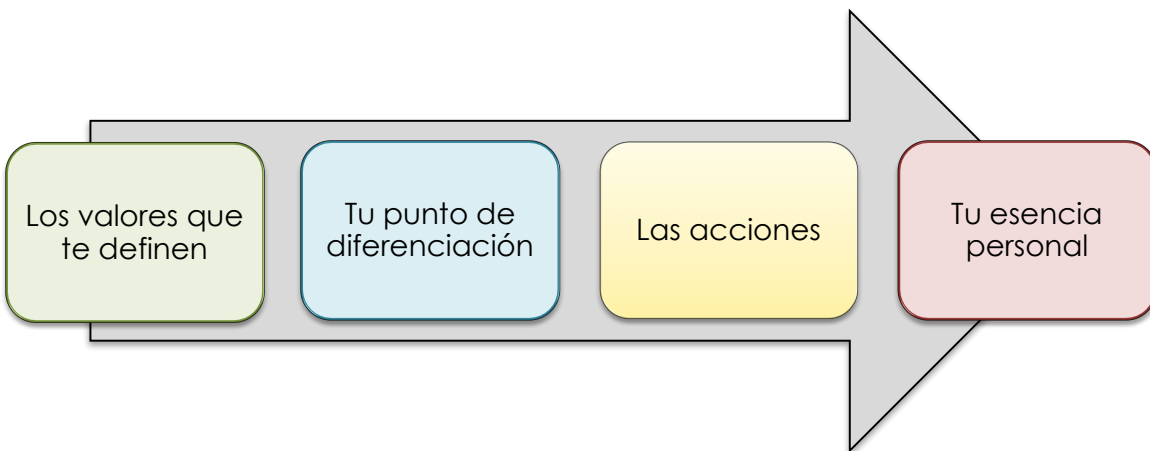 Los valores que
te definen
Tu punto de
diferenciación
Las acciones
Tu esencia
personal